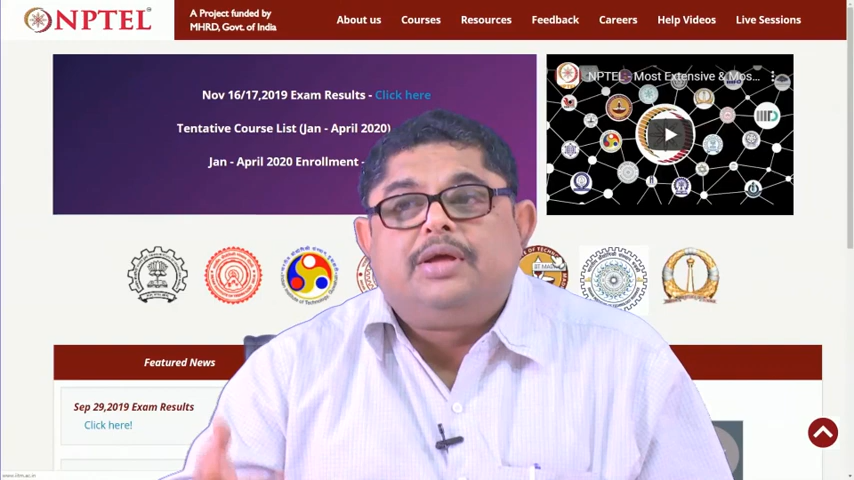 NPTEL
A Project funded by
MHRD, Govt. of India
About us Courses Resources Feedback Careers Help Videos Live Sessions
Nov 16/17,2019 Exam Results - Click here
Tentative Course List (Jan - April 2020)
Jan - April 2020 Enrollment -
NPTEL - Most Extensive & Mos...
Featured News
Sep 29,2019 Exam Results
Click here!